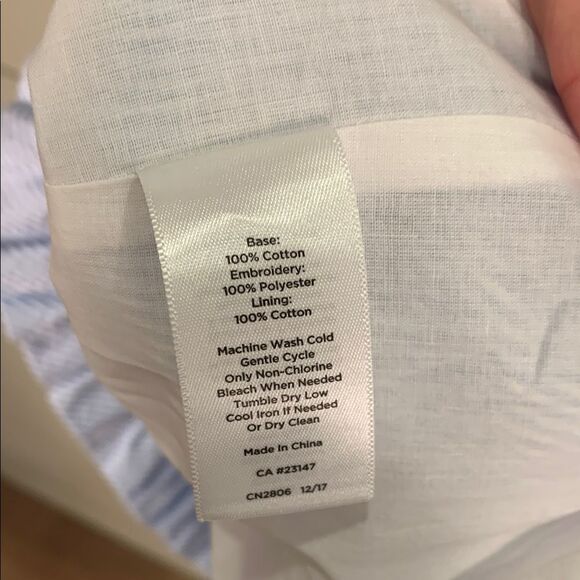 Base:
100% Cotton
Embroidery:
100% Polyester
Lining:
100% Cotton
Machine Wash Cold
Gentle Cycle
Only Non-Chlorine
Bleach When Needed
Tumble Dry Low
Cool Iron If Needed
Or Dry Clean
Made In China
CA #23147
CN2806 12/17